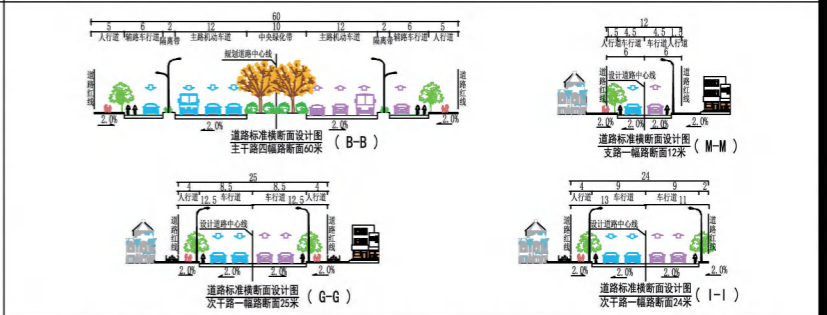 60
5 6 2 12 10 12 2 6 5
人行道 辅路车行道 隔离带 主路机动车道 中央绿化带 主路机动车道 隔离带 辅路车行道 人行道
规划道路中心线
道路红线
道路红线
2.0% 2.0% 2.0% 2.0% 2.0% 2.0%
道路标准横断面设计图
主干路四幅路断面60米
( B-B )
12
1.5 4.5 4.5 1.5
人行道 车行道 车行道 人行道
6 6
设计道路中心线
道路红线
道路红线
2.0% 2.0% 2.0% 2.0%
道路标准横断面设计图
支路一幅路断面12米
( M-M )
25
4 8.5 8.5 4
人行道 车行道 车行道 人行道
12.5 12.5
设计道路中心线
道路红线
道路红线
2.0% 2.0% 2.0% 2.0%
道路标准横断面设计图
次干路一幅路断面25米
( G-G )
24
4 9 9 2
人行道 车行道 车行道
13 11
设计道路中心线
道路红线
道路红线
2.0% 2.0% 2.0% 2.0%
道路标准横断面设计图
次干路一幅路断面24米
( I-I )